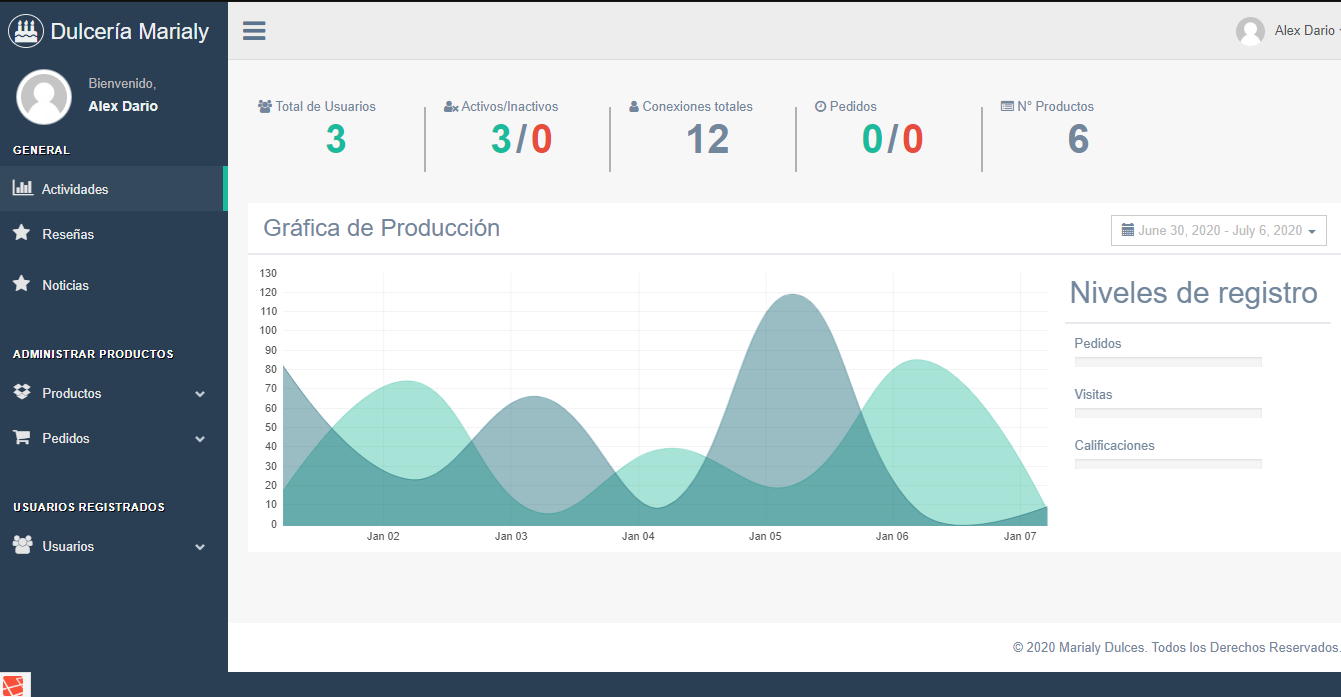 Dulcería Marialy
Alex Dario
Bienvenido,
Alex Dario
GENERAL
Actividades
Reseñas
Noticias
ADMINISTRAR PRODUCTOS
Productos
Pedidos
USUARIOS REGISTRADOS
Usuarios
Total de Usuarios
3
Activos/Inactivos
3/0
Conexiones totales
12
Pedidos
0/0
N° Productos
6
Gráfica de Producción
June 30, 2020 - July 6, 2020
130
120
110
100
90
80
70
60
50
40
30
20
10
0
Jan 02 Jan 03 Jan 04 Jan 05 Jan 06 Jan 07
Niveles de registro
Pedidos
Visitas
Calificaciones
© 2020 Marialy Dulces. Todos los Derechos Reservados.